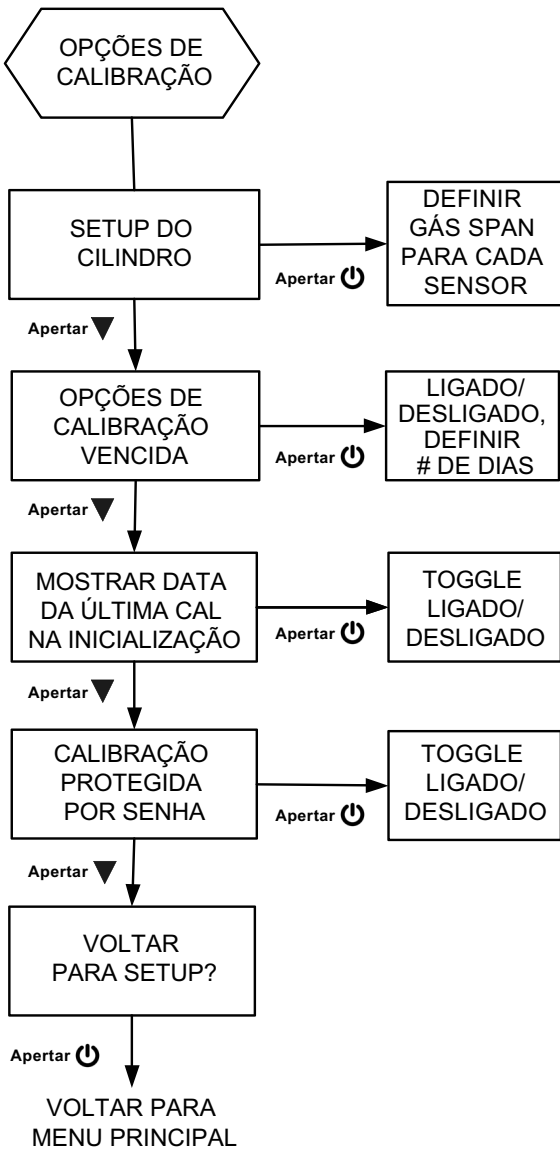 OPÇÕES DE
CALIBRAÇÃO
SETUP DO
CILINDRO
Apertar
DEFINIR
GÁS SPAN
PARA CADA
SENSOR
Apertar
OPÇÕES DE
CALIBRAÇÃO
VENCIDA
Apertar
LIGADO/
DESLIGADO,
DEFINIR
# DE DIAS
Apertar
MOSTRAR DATA
DA ÚLTIMA CAL
NA INICIALIZAÇÃO
Apertar
TOGGLE
LIGADO/
DESLIGADO
Apertar
CALIBRAÇÃO
PROTEGIDA
POR SENHA
Apertar
TOGGLE
LIGADO/
DESLIGADO
Apertar
VOLTAR
PARA SETUP?
Apertar
VOLTAR PARA
MENU PRINCIPAL